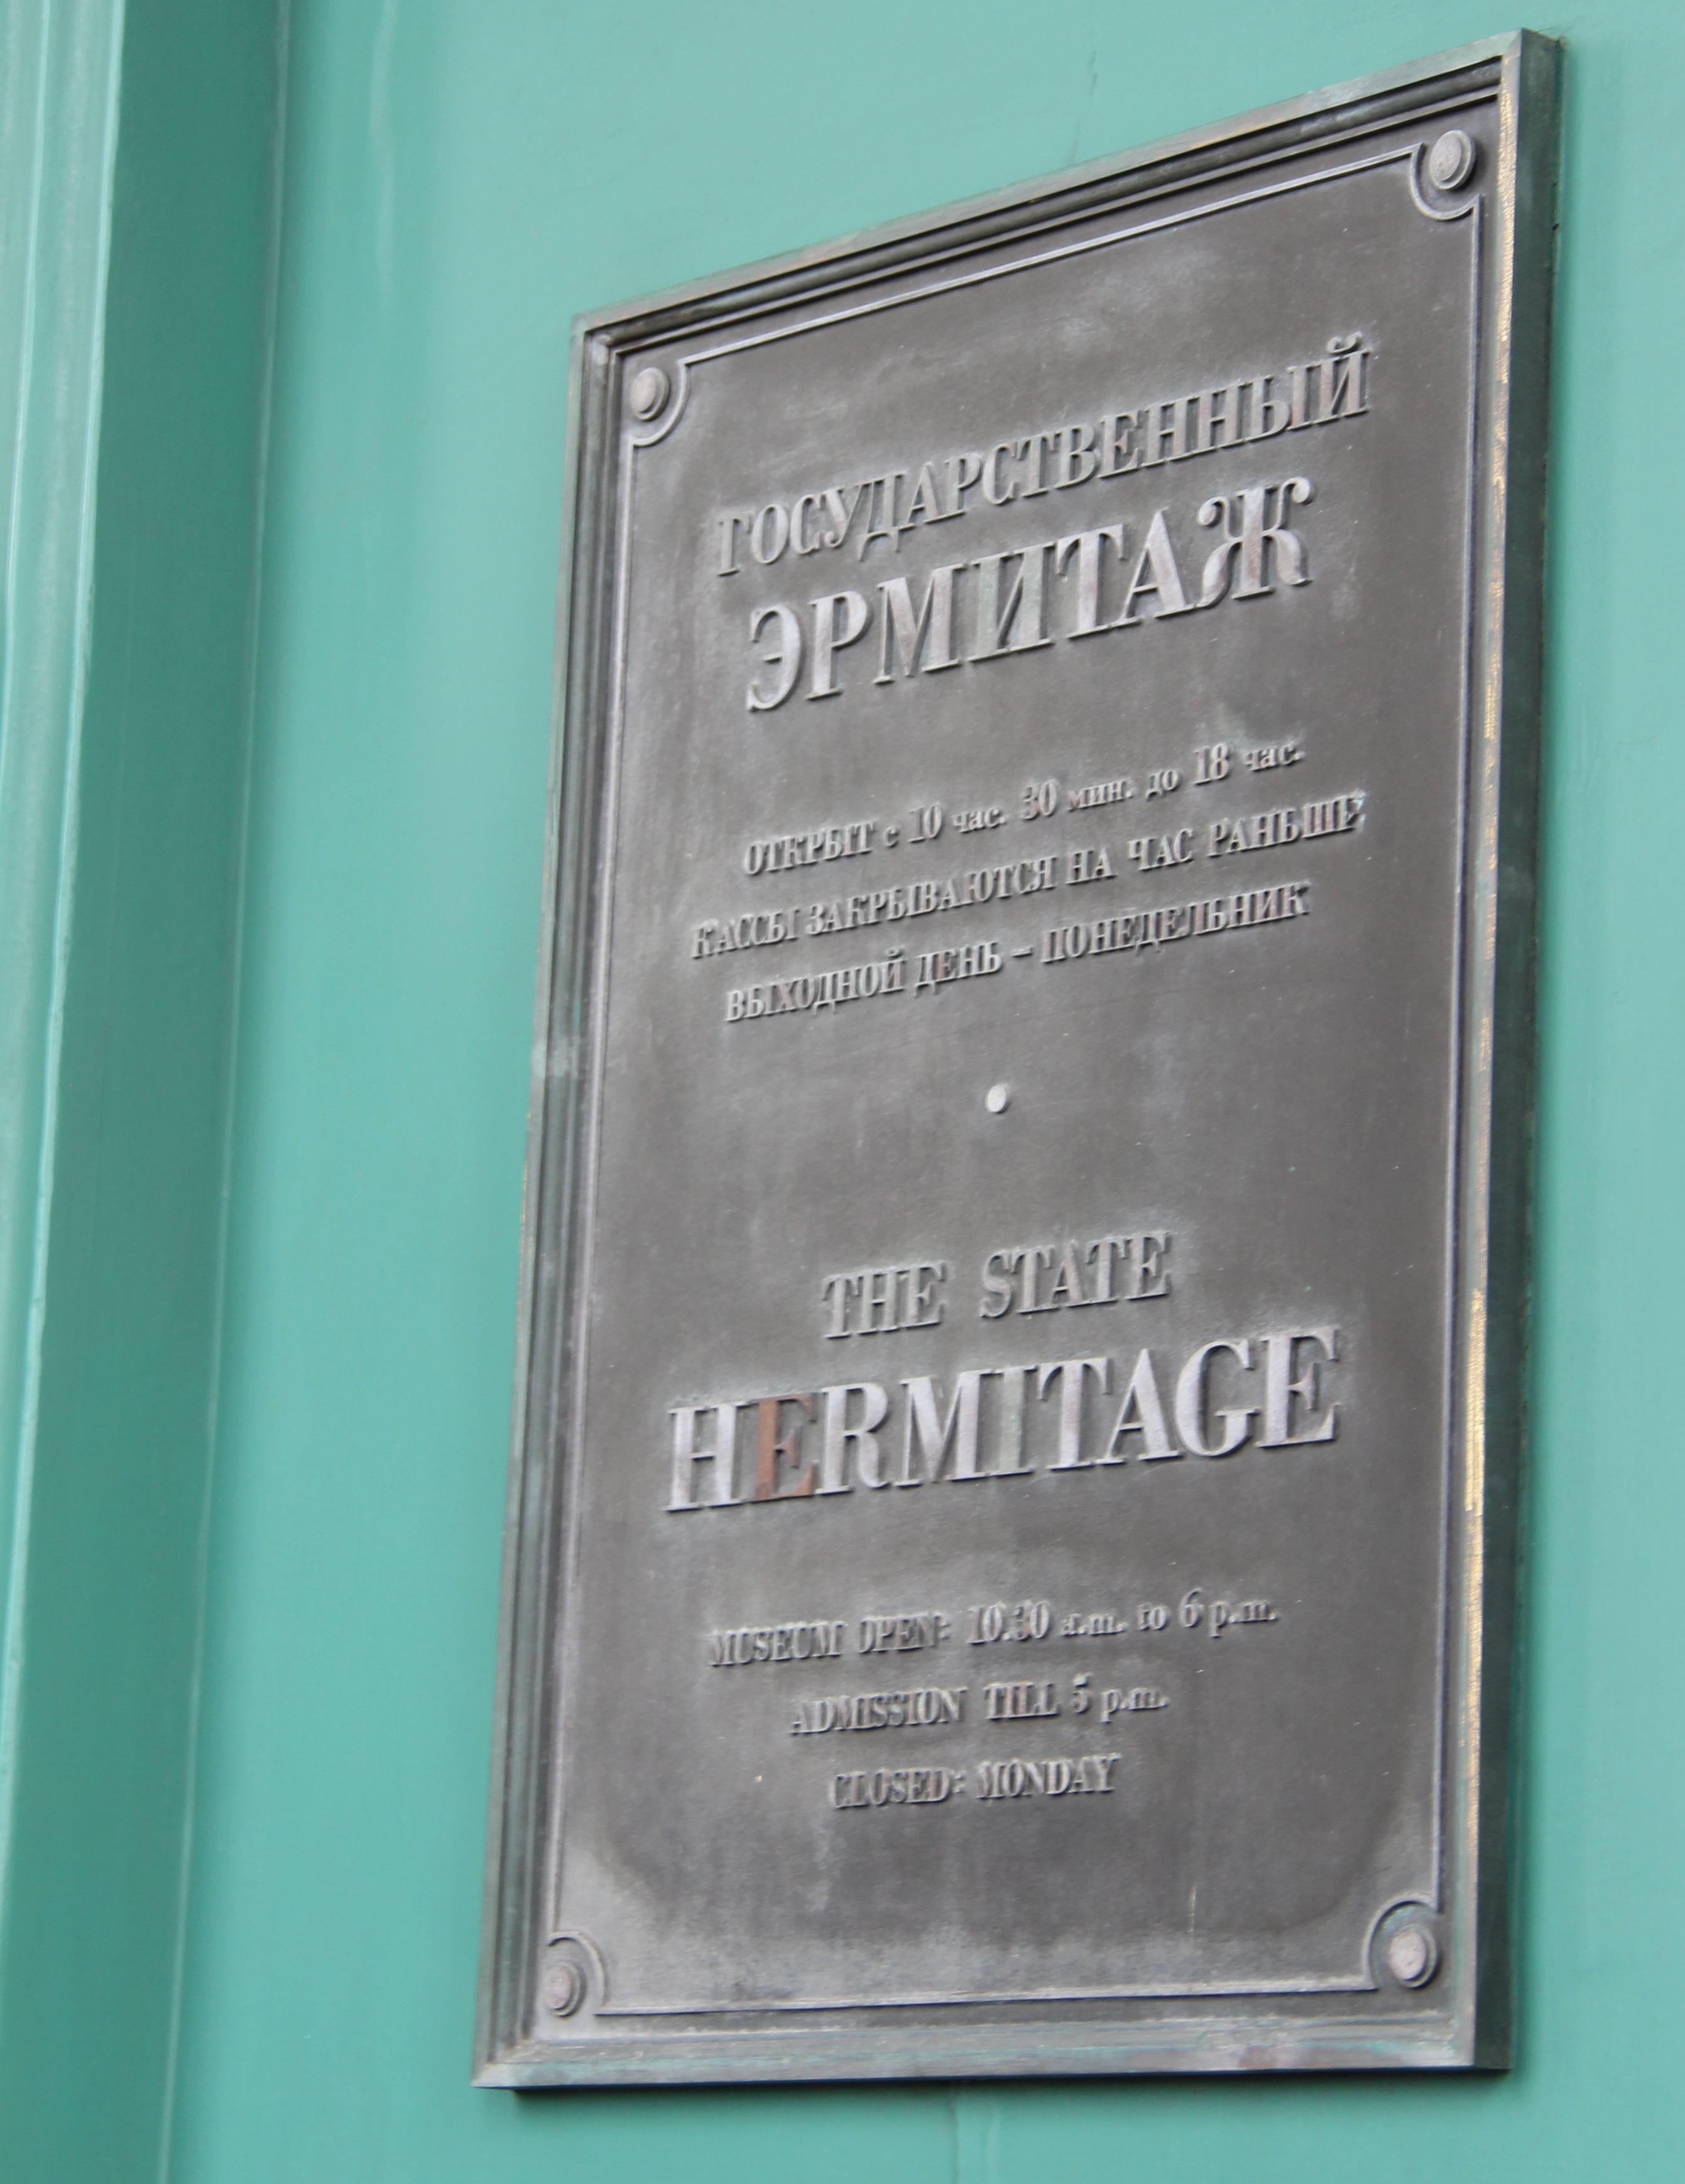 ГОСУДАРСТВЕННЫЙ
ЭРМИТАЖ
ОТКРЫТ с 10 час. 30 мин. до 18 час.
КАССЫ ЗАКРЫВАЮТСЯ НА ЧАС РАНЬШЕ
ВЫХОДНОЙ ДЕНЬ – ПОНЕДЕЛЬНИК
THE STATE
HERMITAGE
MUSEUM OPEN: 10.30 a.m. to 6 p.m.
ADMISSION TILL 5 p.m.
CLOSED: MONDAY